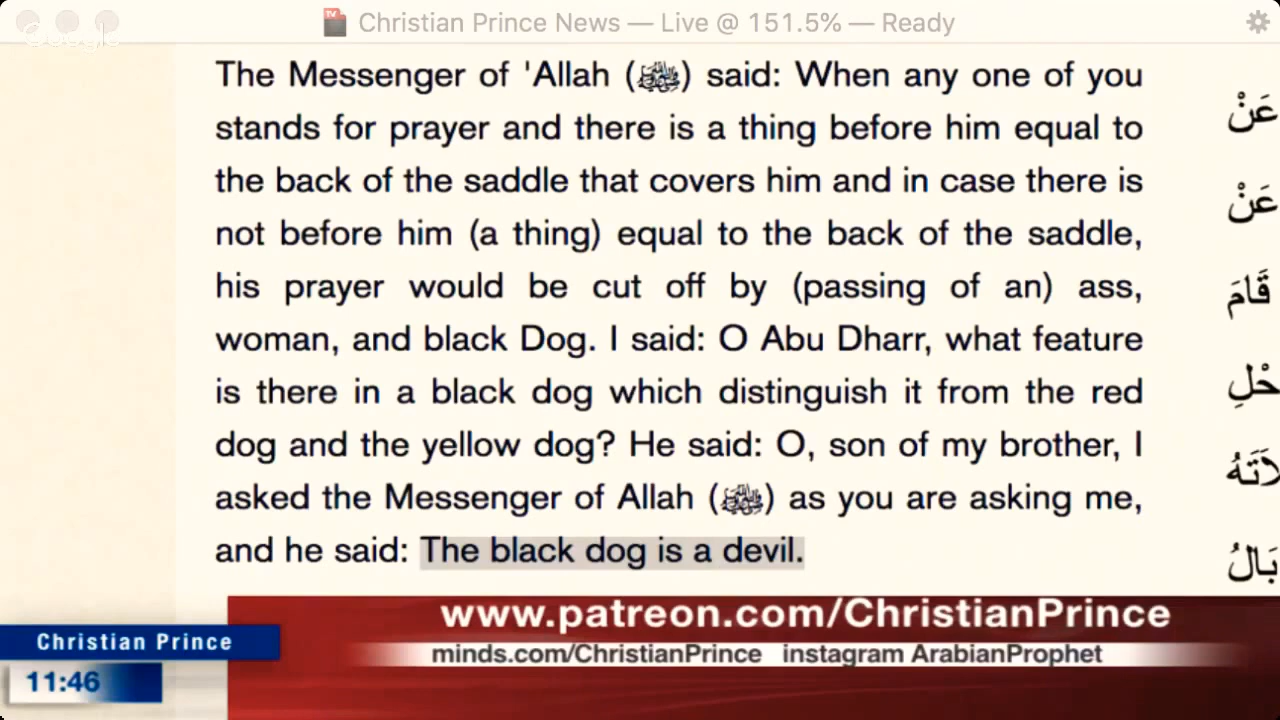 Christian Prince News — Live @ 151.5% — Ready
Google
The Messenger of 'Allah (ﷺ) said: When any one of you
stands for prayer and there is a thing before him equal to
the back of the saddle that covers him and in case there is
not before him (a thing) equal to the back of the saddle,
his prayer would be cut off by (passing of an) ass,
woman, and black Dog. I said: O Abu Dharr, what feature
is there in a black dog which distinguish it from the red
dog and the yellow dog? He said: O, son of my brother, I
asked the Messenger of Allah (ﷺ) as you are asking me,
and he said: The black dog is a devil.
عَنْ
عَنْ
قَامَ
www.patreon.com/ChristianPrince
Christian Prince
minds.com/ChristianPrince instagram ArabianProphet
11:46